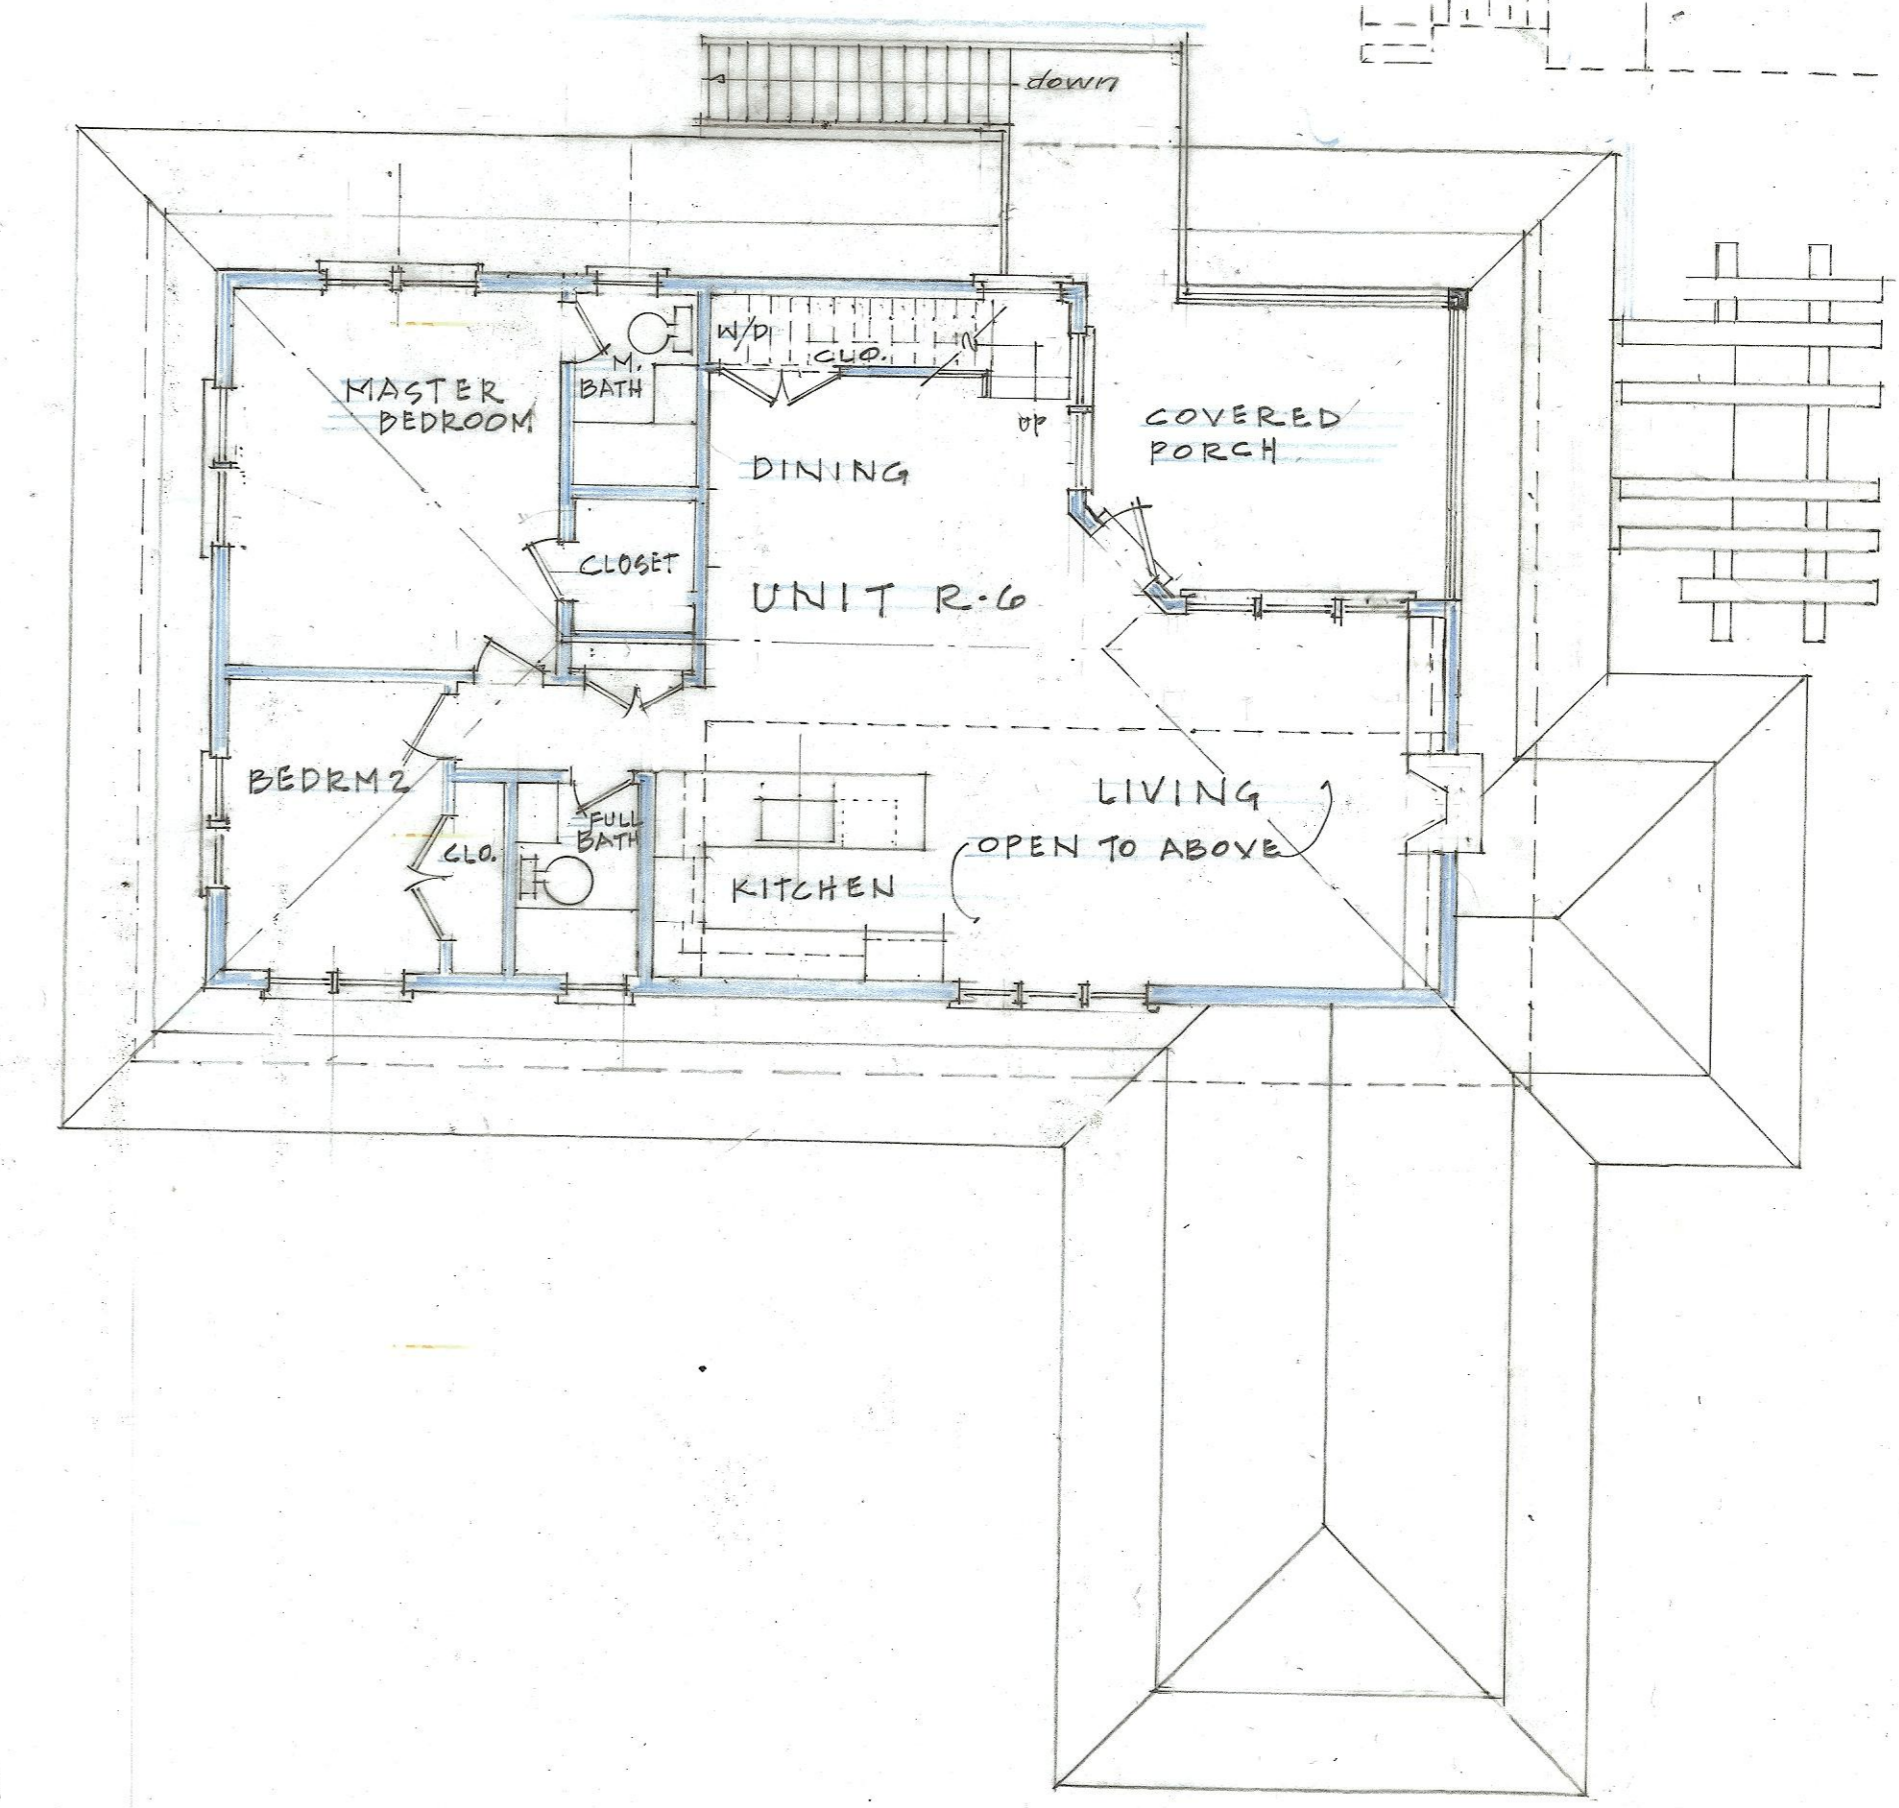 down
W/D
CLO.
M.
BATH
MASTER
BEDROOM
up
COVERED
PORCH
DINING
CLOSET
UNIT R-6
BEDRM 2
LIVING
FULL
BATH
OPEN TO ABOVE
CLO.
KITCHEN